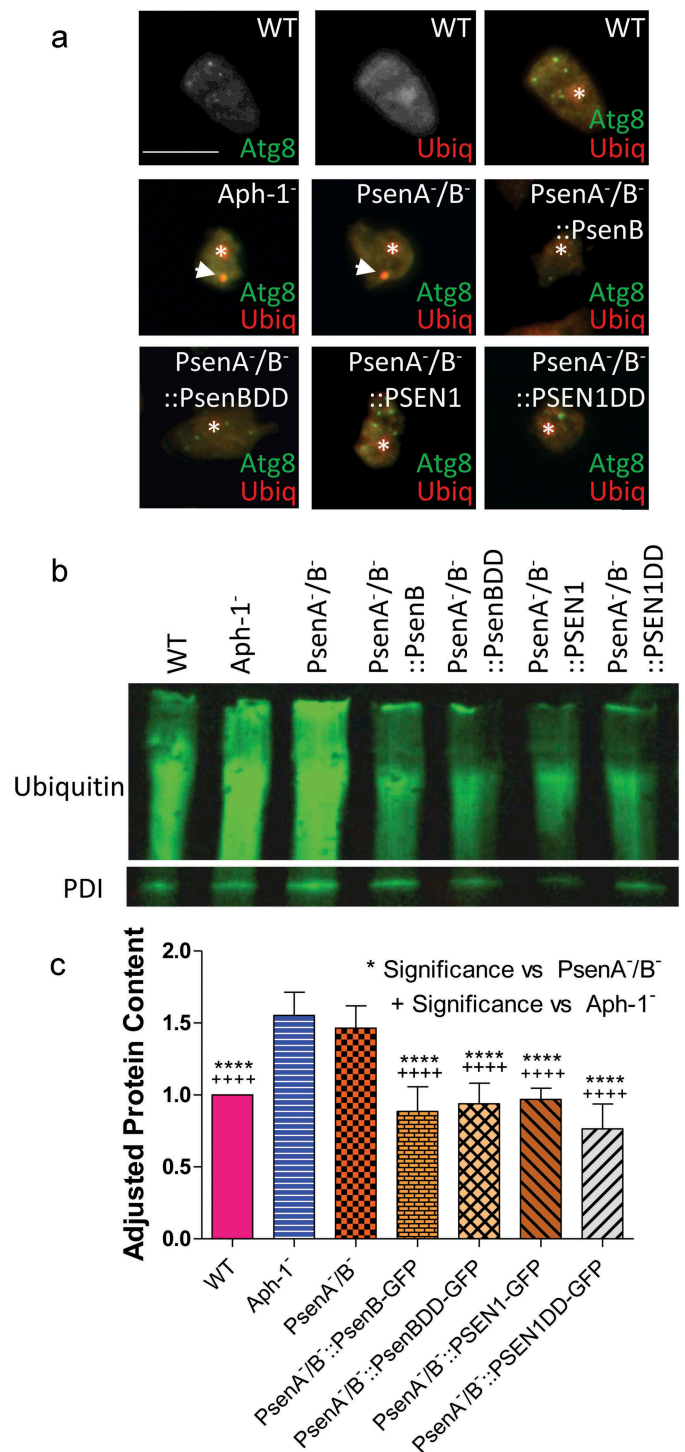 a
WT
Atg8
WT
Ubiq
WT
*
Atg8
Ubiq
Aph-1⁻
*
Atg8
Ubiq
PsenA⁻/B⁻
*
Atg8
Ubiq
PsenA⁻/B⁻
::PsenB
*
Atg8
Ubiq
PsenA⁻/B⁻
::PsenBDD
*
Atg8
Ubiq
PsenA⁻/B⁻
::PSEN1
*
Atg8
Ubiq
PsenA⁻/B⁻
::PSEN1DD
*
Atg8
Ubiq
b
WT
Aph-1⁻
PsenA⁻/B⁻
PsenA⁻/B⁻
::PsenB
PsenA⁻/B⁻
::PsenBDD
PsenA⁻/B⁻
::PSEN1
PsenA⁻/B⁻
::PSEN1DD
Ubiquitin
PDI
c
Adjusted Protein Content
2.0
1.5
1.0
0.5
0.0
* Significance vs PsenA⁻/B⁻
+ Significance vs Aph-1⁻
****
++++
****
++++
****
++++
****
++++
****
++++
WT
Aph-1⁻
PsenA⁻/B⁻
PsenA⁻/B⁻::PsenB-GFP
PsenA⁻/B⁻::PsenBDD-GFP
PsenA⁻/B⁻::PSEN1-GFP
PsenA⁻/B⁻::PSEN1DD-GFP